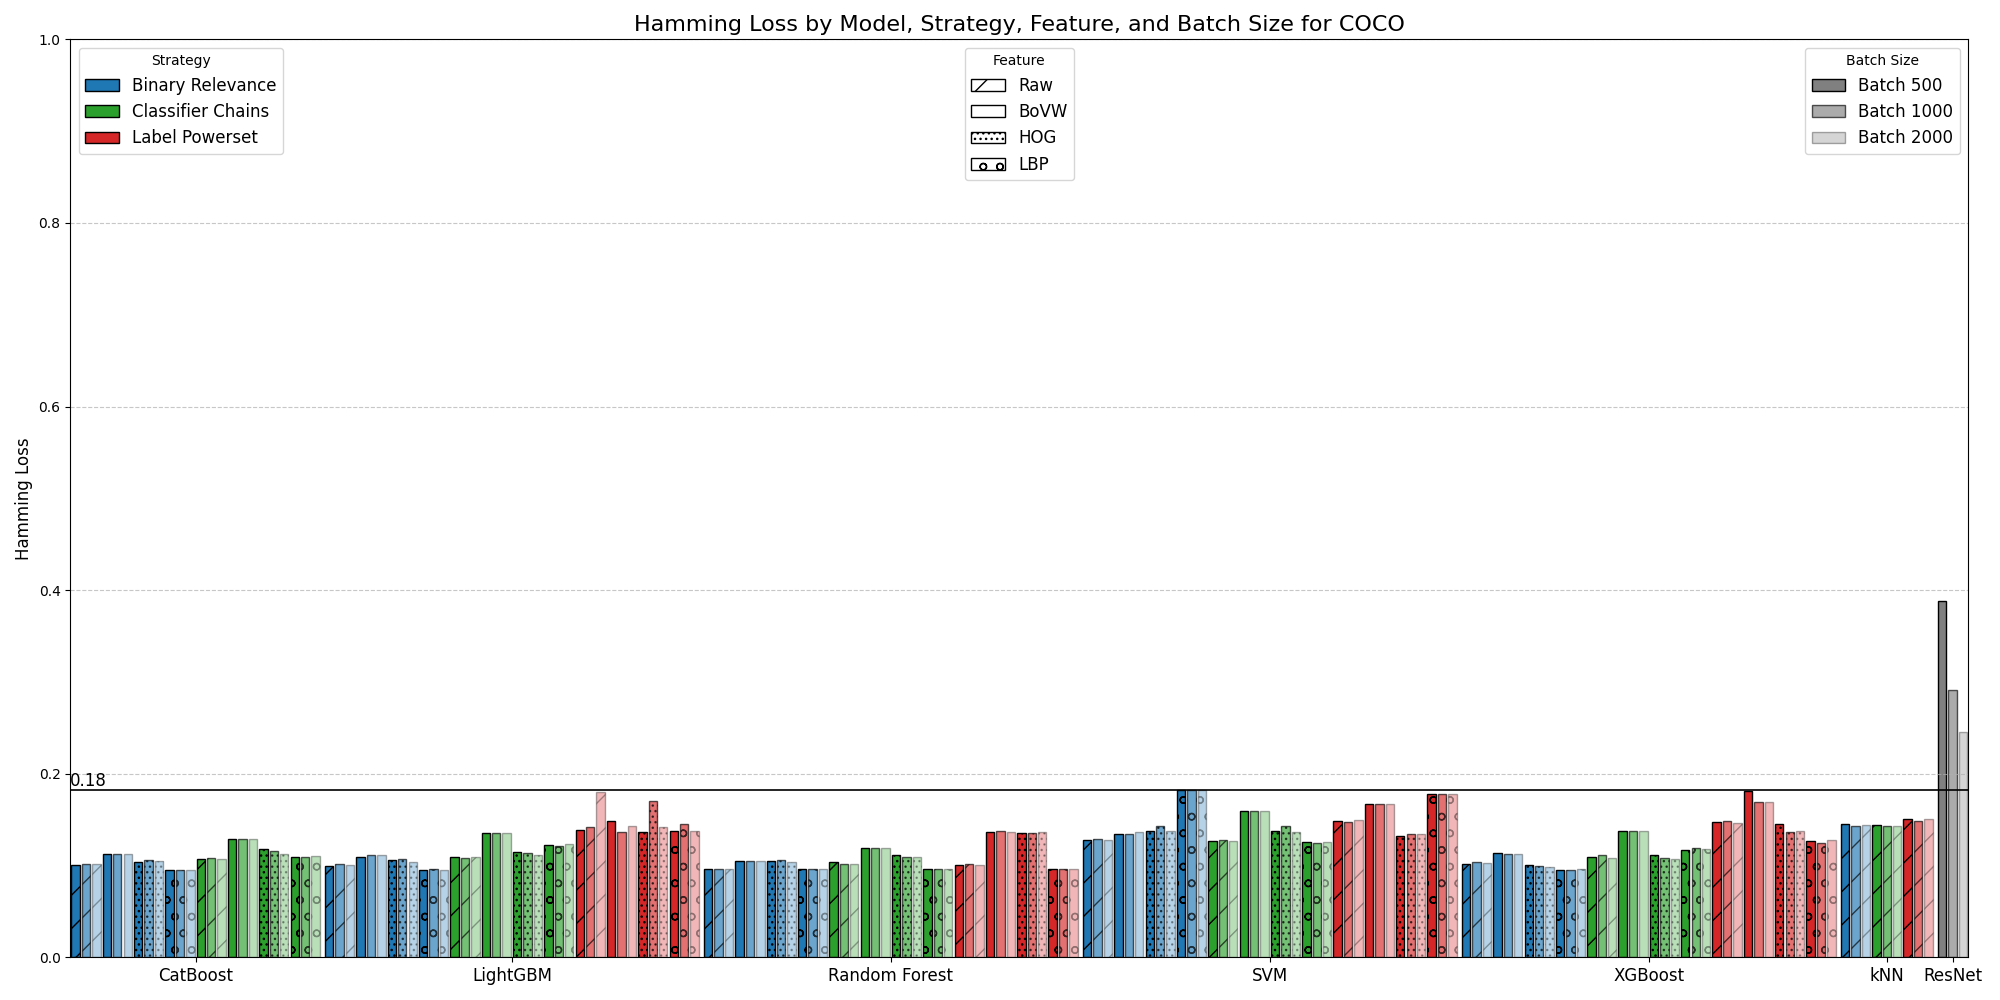 Hamming Loss by Model, Strategy, Feature, and Batch Size for COCO
Strategy
Binary Relevance
Classifier Chains
Label Powerset
Feature
Raw
BoVW
HOG
LBP
Batch Size
Batch 500
Batch 1000
Batch 2000
Hamming Loss
1.0
0.8
0.6
0.4
0.2
0.0
0.18
CatBoost
LightGBM
Random Forest
SVM
XGBoost
kNN
ResNet